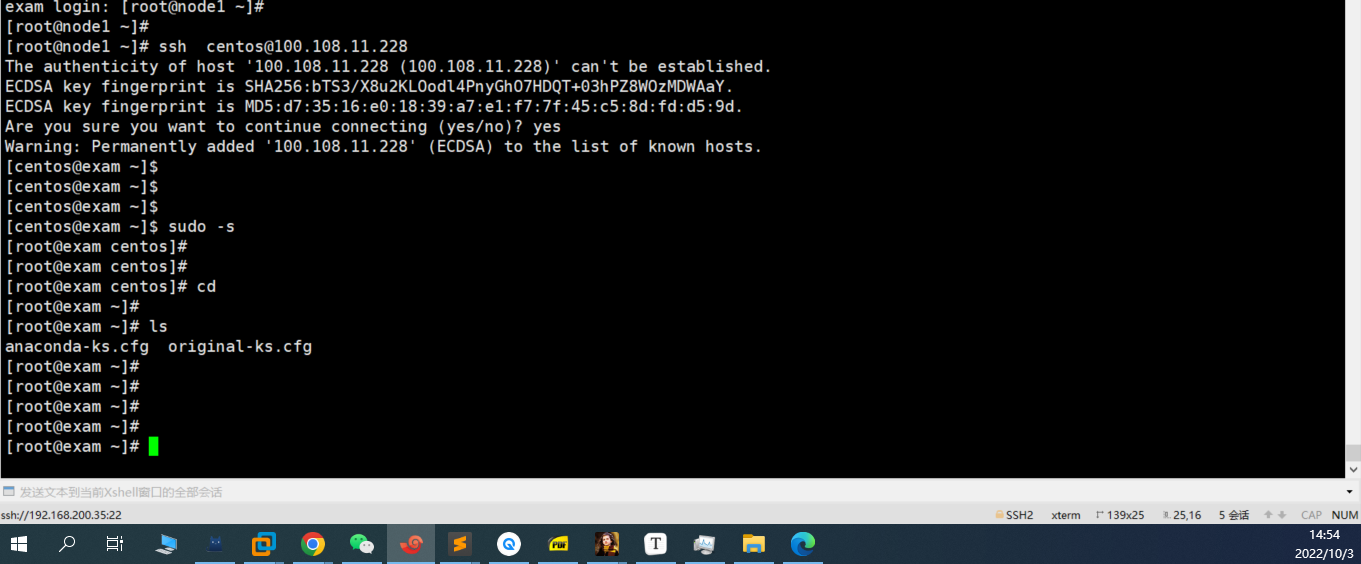 exam login: [root@node1 ~]#
[root@node1 ~]#
[root@node1 ~]# ssh  centos@100.108.11.228
The authenticity of host '100.108.11.228 (100.108.11.228)' can't be established.
ECDSA key fingerprint is SHA256:bTS3/X8u2KLOodl4PnyGhO7HDQT+03hPZ8WOzMDWAaY.
ECDSA key fingerprint is MD5:d7:35:16:e0:18:39:a7:e1:f7:7f:45:c5:8d:fd:d5:9d.
Are you sure you want to continue connecting (yes/no)? yes
Warning: Permanently added '100.108.11.228' (ECDSA) to the list of known hosts.
[centos@exam ~]$
[centos@exam ~]$
[centos@exam ~]$
[centos@exam ~]$ sudo -s
[root@exam centos]#
[root@exam centos]#
[root@exam centos]# cd
[root@exam ~]#
[root@exam ~]# ls
anaconda-ks.cfg  original-ks.cfg
[root@exam ~]#
[root@exam ~]#
[root@exam ~]#
[root@exam ~]#
[root@exam ~]#
发送文本到当前Xshell窗口的全部会话
ssh://192.168.200.35:22 SSH2 xterm 139x25 25,16 5 会话 CAP NUM
PDF T 14:54
2022/10/3